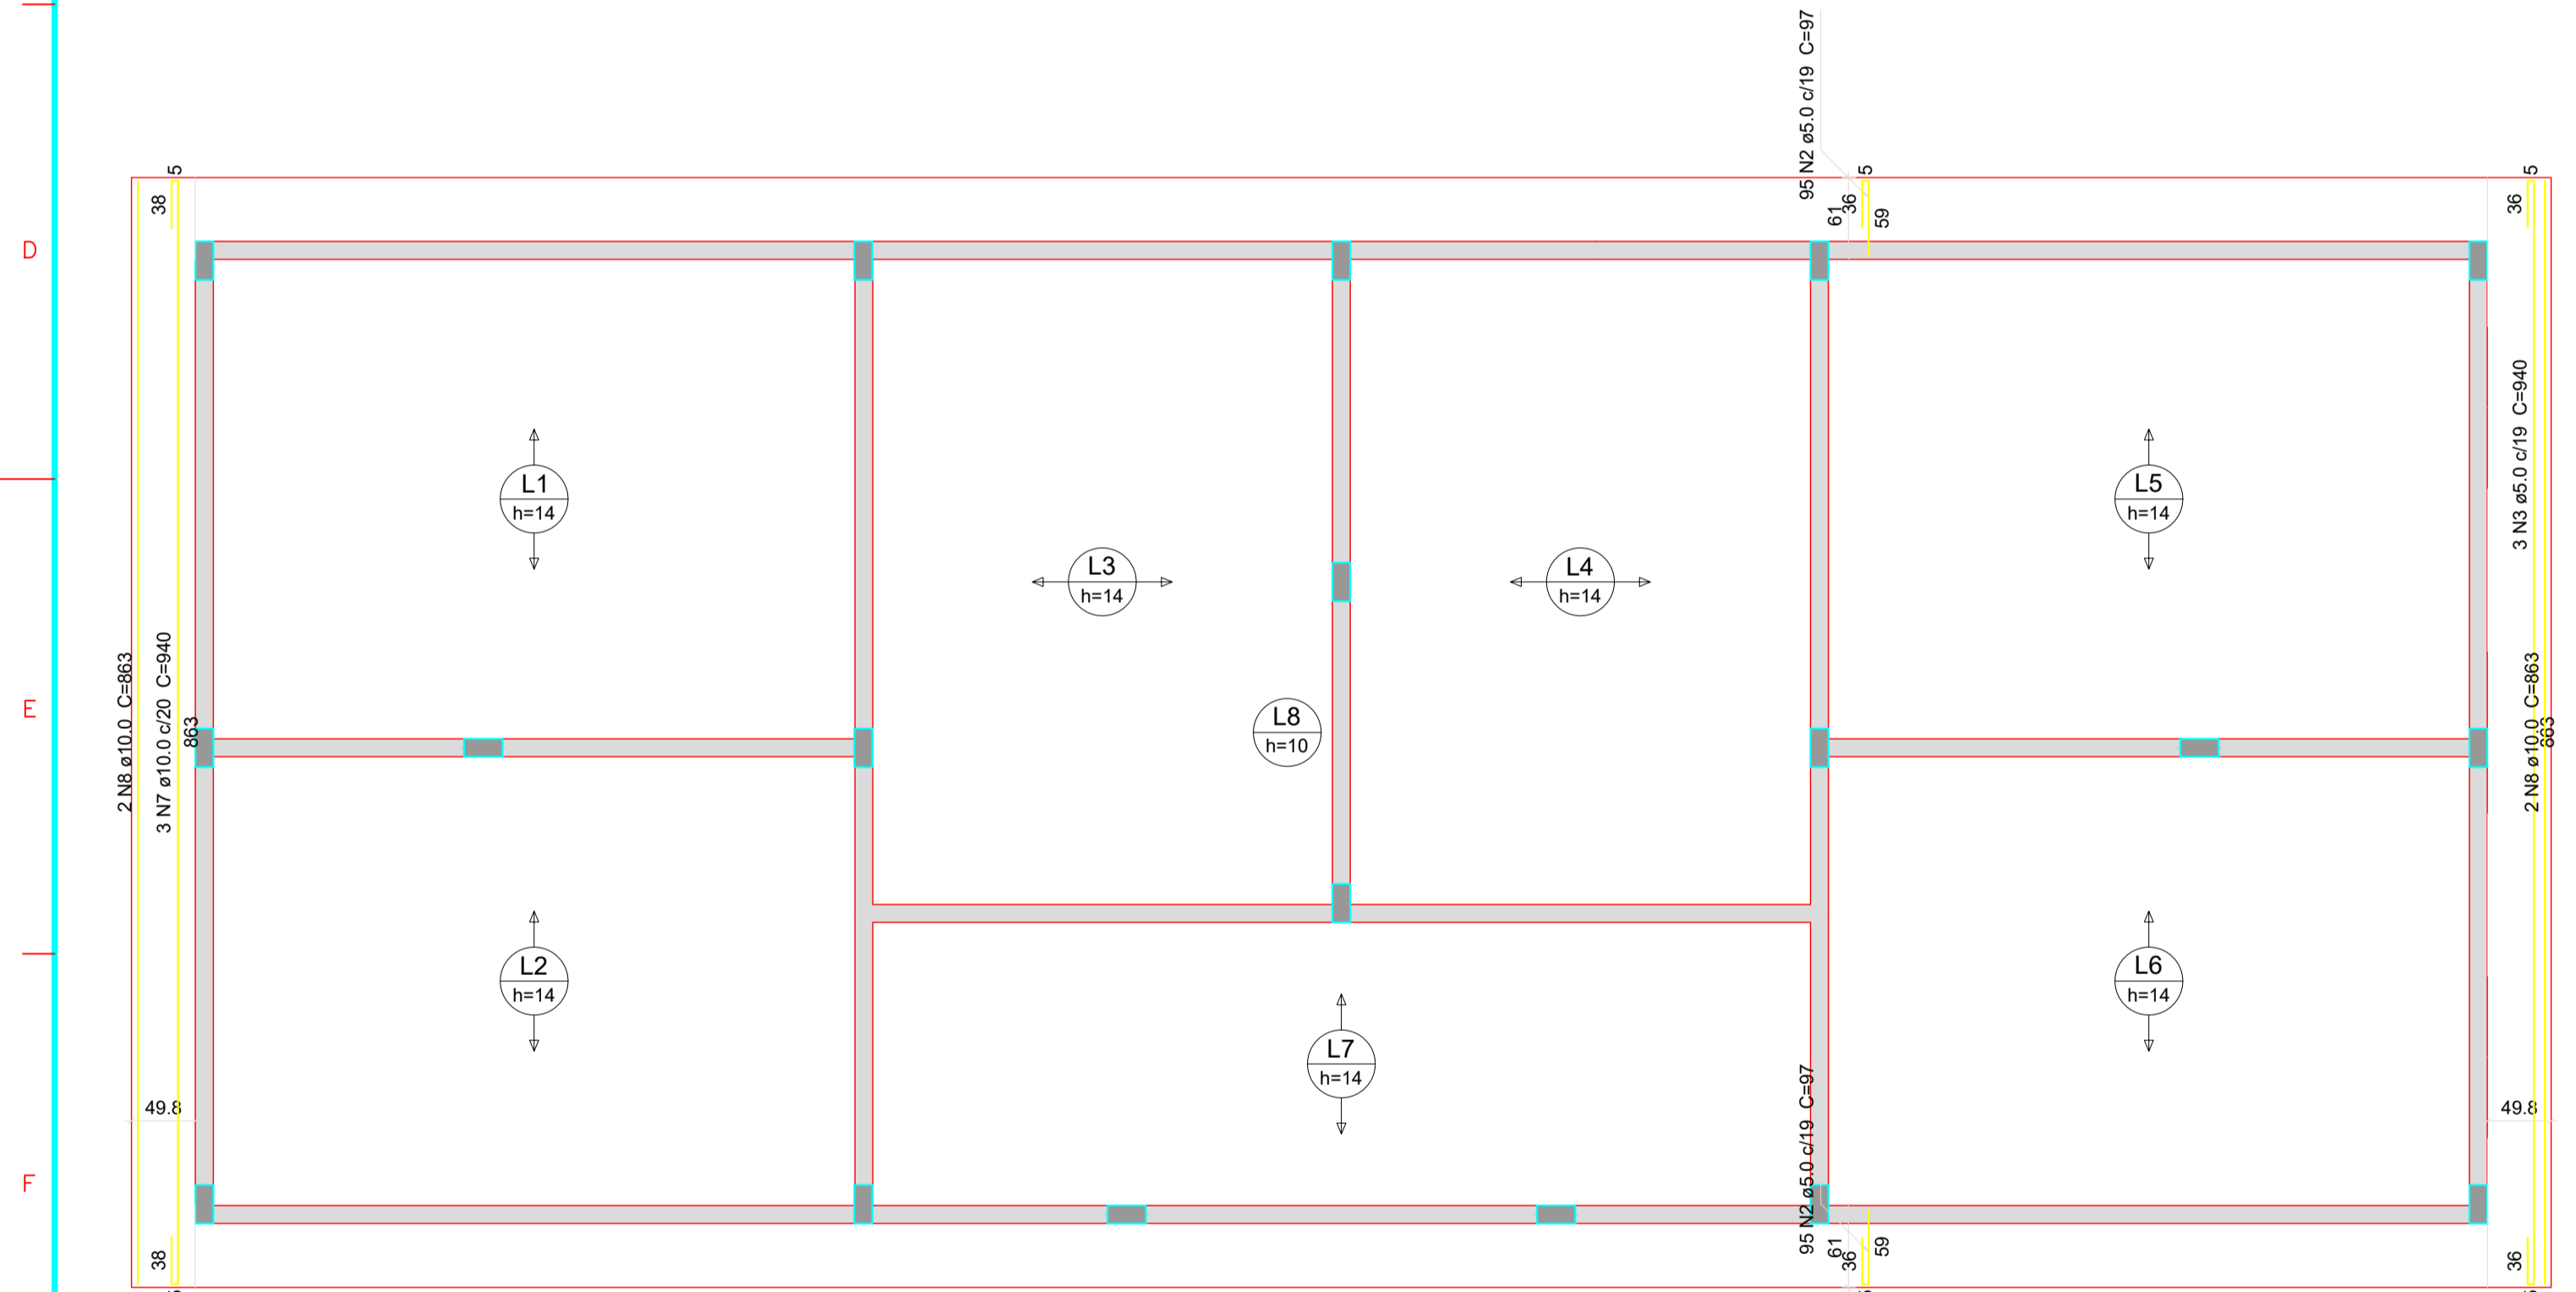 95 N2 ø5.0 c/19 C=97
5
38
5
61
36
59
5
36
D
L1
h=14
L5
h=14
3 N3 ø5.0 c/19 C=940
L3
h=14
L4
h=14
E
2 N8 ø10.0 C=863
3 N7 ø10.0 c/20 C=940
863
L8
h=10
2 N8 ø10.0 C=863
863
L2
h=14
L6
h=14
L7
h=14
49.8
49.8
95 N2 ø5.0 c/19 C=97
F
38
61
36
59
36